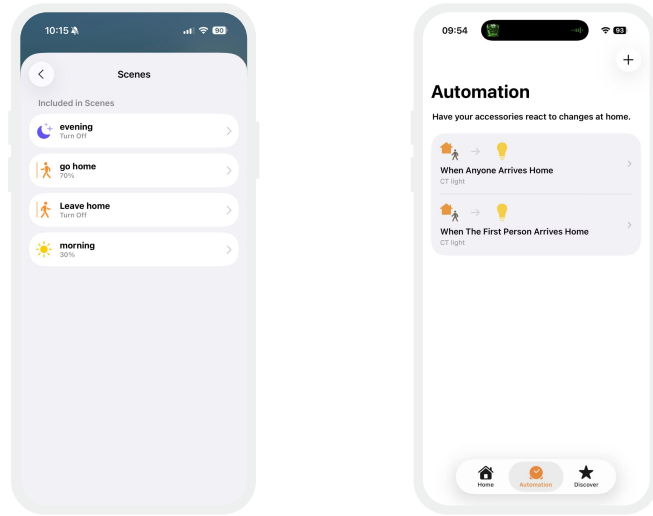 10:15
90
Scenes
Included in Scenes
evening
Turn Off
go home
70%
Leave home
Turn Off
morning
30%
09:54
93
+
Automation
Have your accessories react to changes at home.
When Anyone Arrives Home
CT light
When The First Person Arrives Home
CT light
Home
Automation
Discover